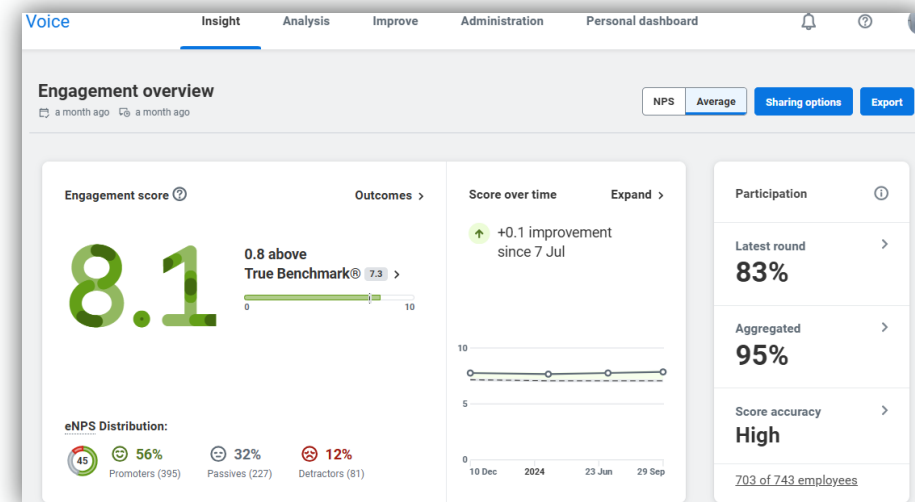 Voice
Insight
Analysis
Improve
Administration
Personal dashboard
Engagement overview
a month ago a month ago
NPS
Average
Sharing options
Export
Engagement score
Outcomes >
8.1
0.8 above
True Benchmark® 7.3 >
0 10
eNPS Distribution:
45
56%
Promoters (395)
32%
Passives (227)
12%
Detractors (81)
Score over time
Expand >
+0.1 improvement
since 7 Jul
10
5
0
10 Dec 2024 23 Jun 29 Sep
Participation
Latest round >
83%
Aggregated >
95%
Score accuracy >
High
703 of 743 employees